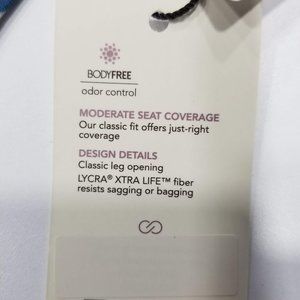 BODYFREE
odor control
MODERATE SEAT COVERAGE
Our classic fit offers just-right
coverage
DESIGN DETAILS
Classic leg opening
LYCRA® XTRA LIFE™ fiber
resists sagging or bagging